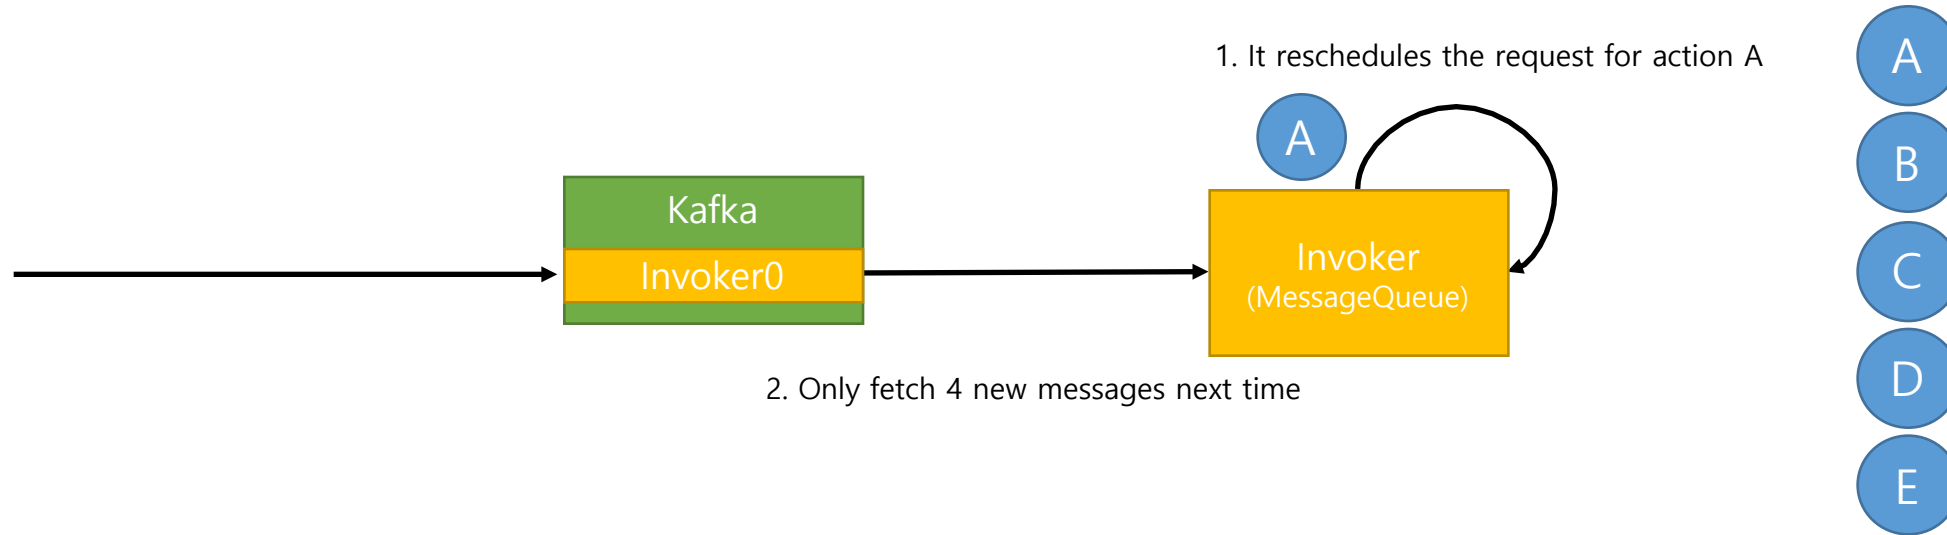 1. It reschedules the request for action A
A
Kafka
Invoker0
Invoker
(MessageQueue)
2. Only fetch 4 new messages next time
A
B
C
D
E